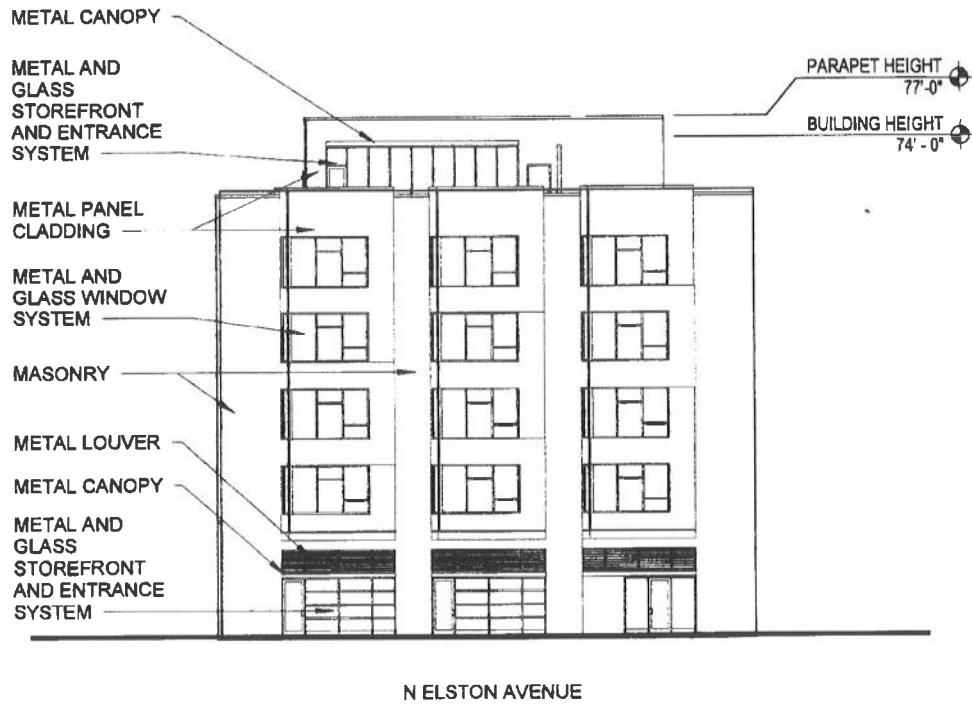 METAL CANOPY
METAL AND
GLASS
STOREFRONT
AND ENTRANCE
SYSTEM
METAL PANEL
CLADDING
METAL AND
GLASS WINDOW
SYSTEM
MASONRY
METAL LOUVER
METAL CANOPY
METAL AND
GLASS
STOREFRONT
AND ENTRANCE
SYSTEM
PARAPET HEIGHT
77'-0"
BUILDING HEIGHT
74' - 0"
N ELSTON AVENUE